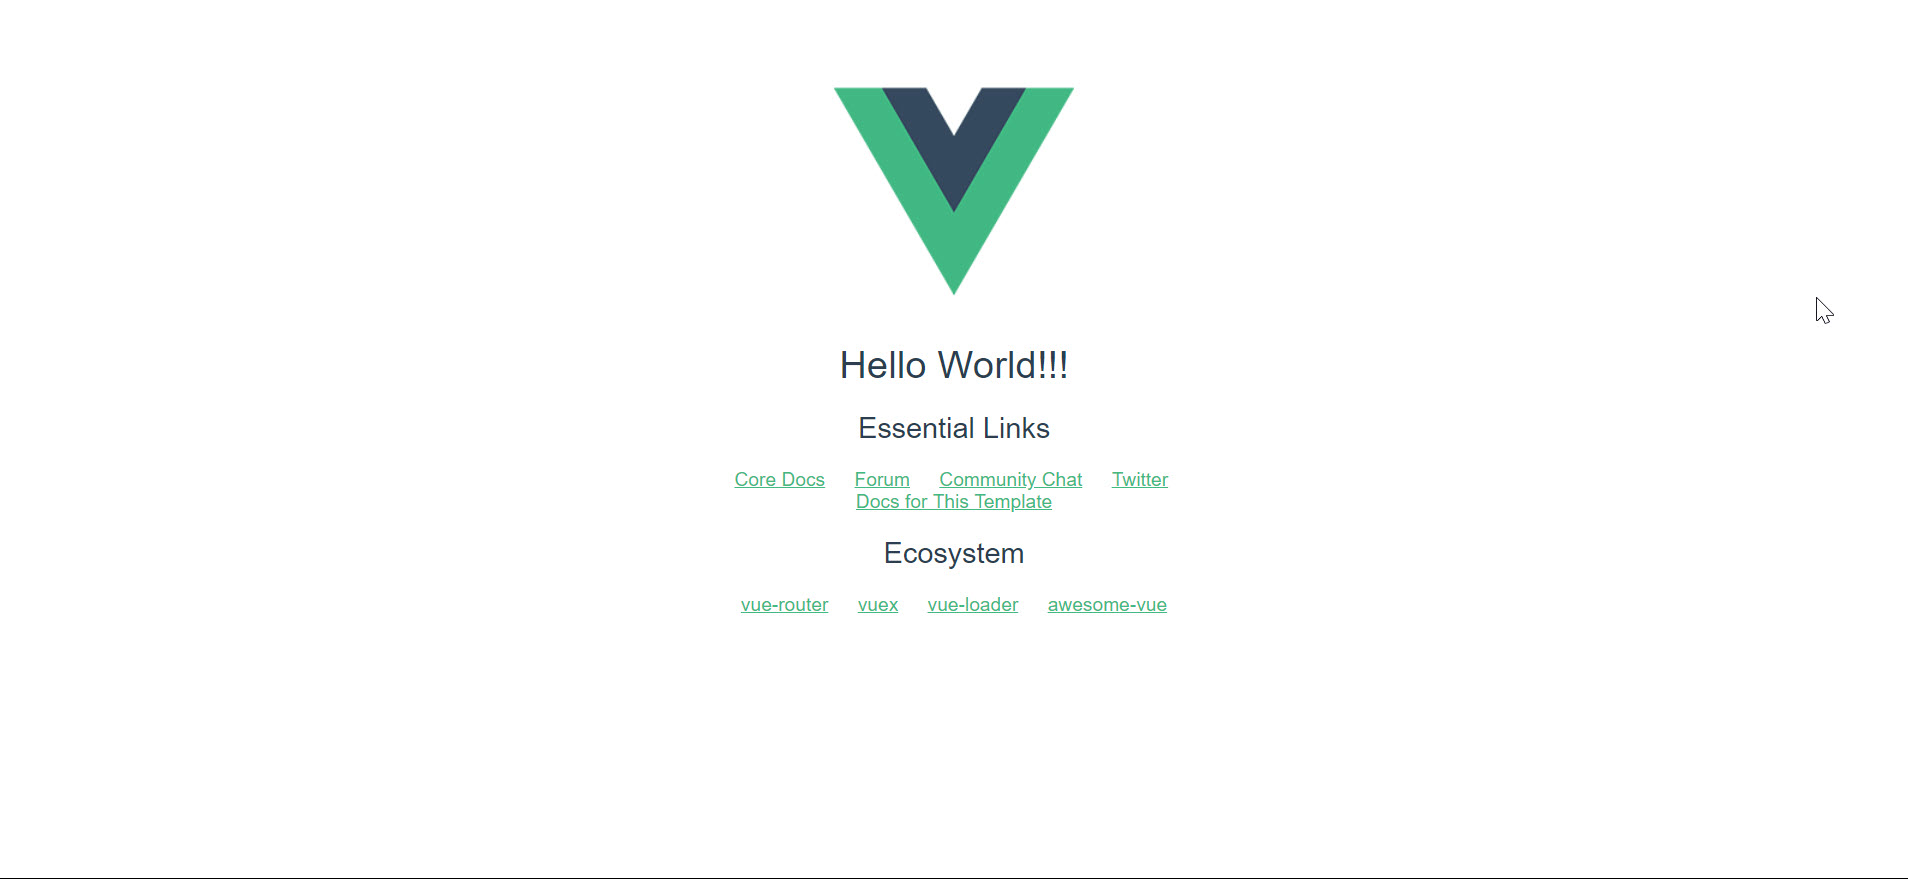 Hello World!!!
Essential Links
Core Docs Forum Community Chat Twitter
Docs for This Template
Ecosystem
vue-router vuex vue-loader awesome-vue